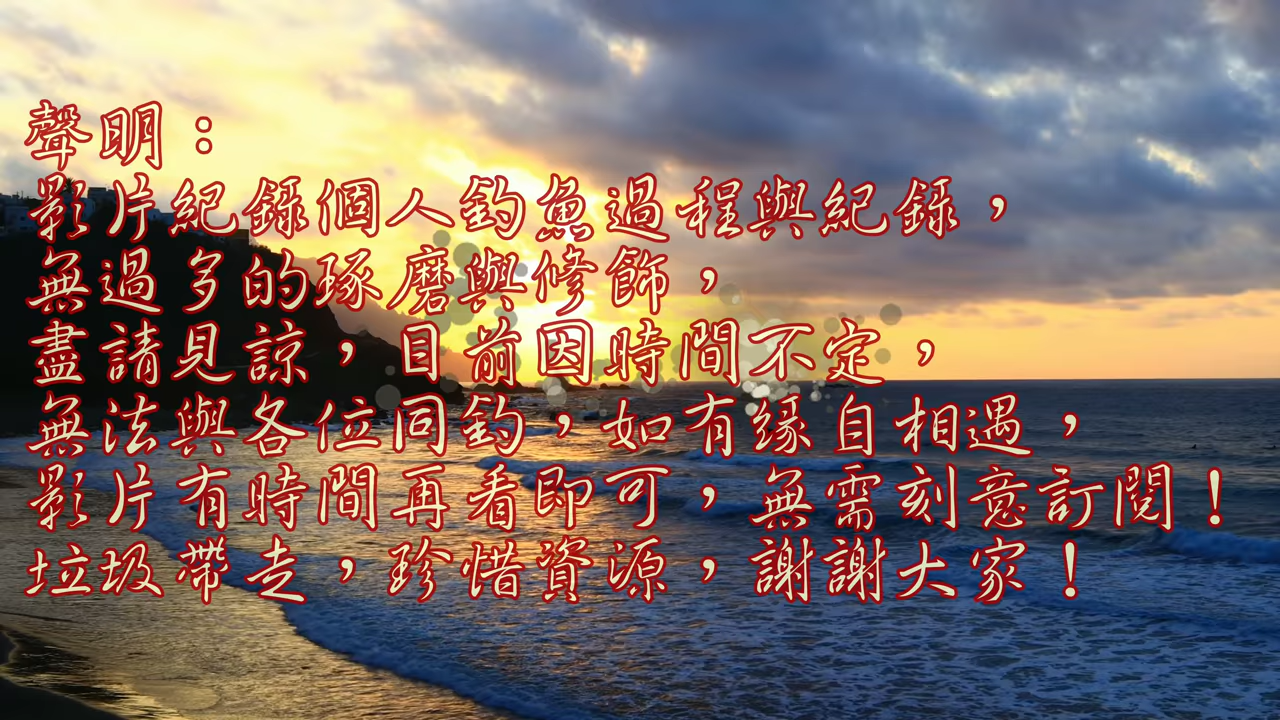 聲明：
影片紀錄個人釣魚過程與紀錄，
無過多的琢磨與修飾，
盡請見諒，目前因時間不定，
無法與各位同釣，如有緣自相遇，
影片有時間再看即可，無需刻意訂閱！
垃圾帶走，珍惜資源，謝謝大家！